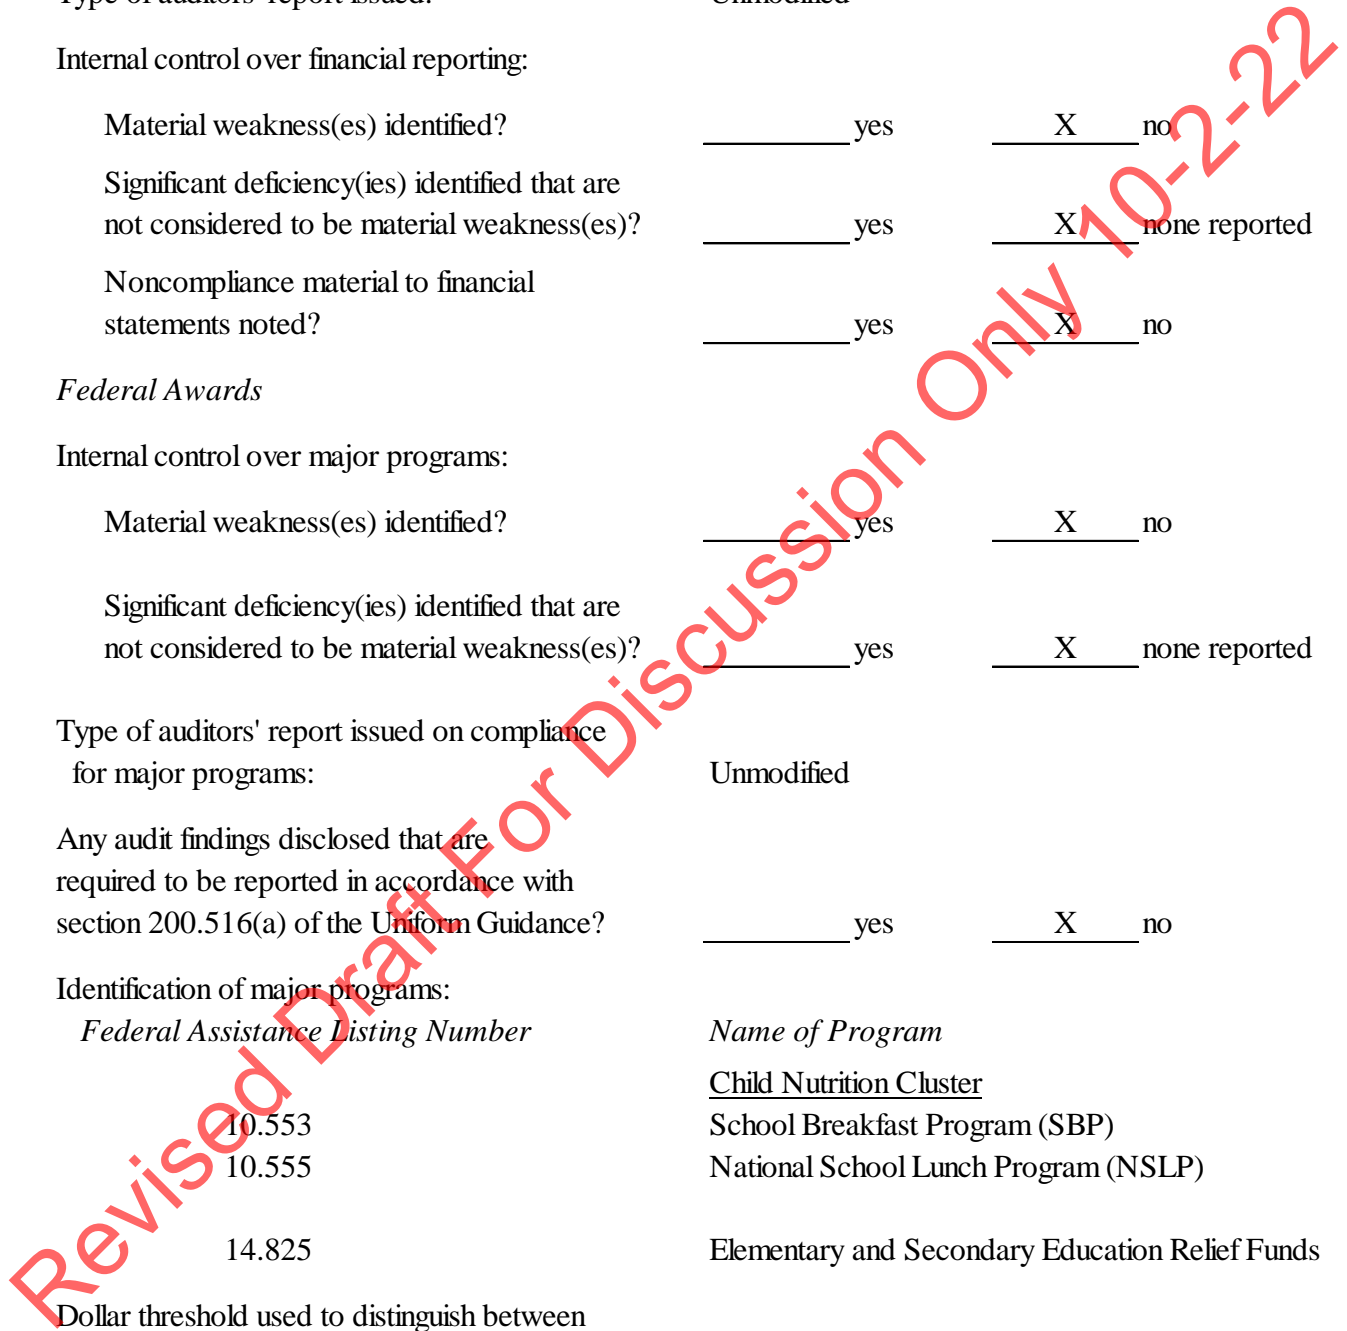 Type of auditors' report issued: Unmodified
Internal control over financial reporting:
Material weakness(es) identified? yes X no
Significant deficiency(ies) identified that are
not considered to be material weakness(es)? yes X none reported
Noncompliance material to financial
statements noted? yes X no
Federal Awards
Internal control over major programs:
Material weakness(es) identified? yes X no
Significant deficiency(ies) identified that are
not considered to be material weakness(es)? yes X none reported
Type of auditors' report issued on compliance
for major programs: Unmodified
Any audit findings disclosed that are
required to be reported in accordance with
section 200.516(a) of the Uniform Guidance? yes X no
Identification of major programs:
Federal Assistance Listing Number Name of Program
Child Nutrition Cluster
10.553 School Breakfast Program (SBP)
10.555 National School Lunch Program (NSLP)
14.825 Elementary and Secondary Education Relief Funds
Dollar threshold used to distinguish between
Revised Draft For Discussion Only 10-2-22